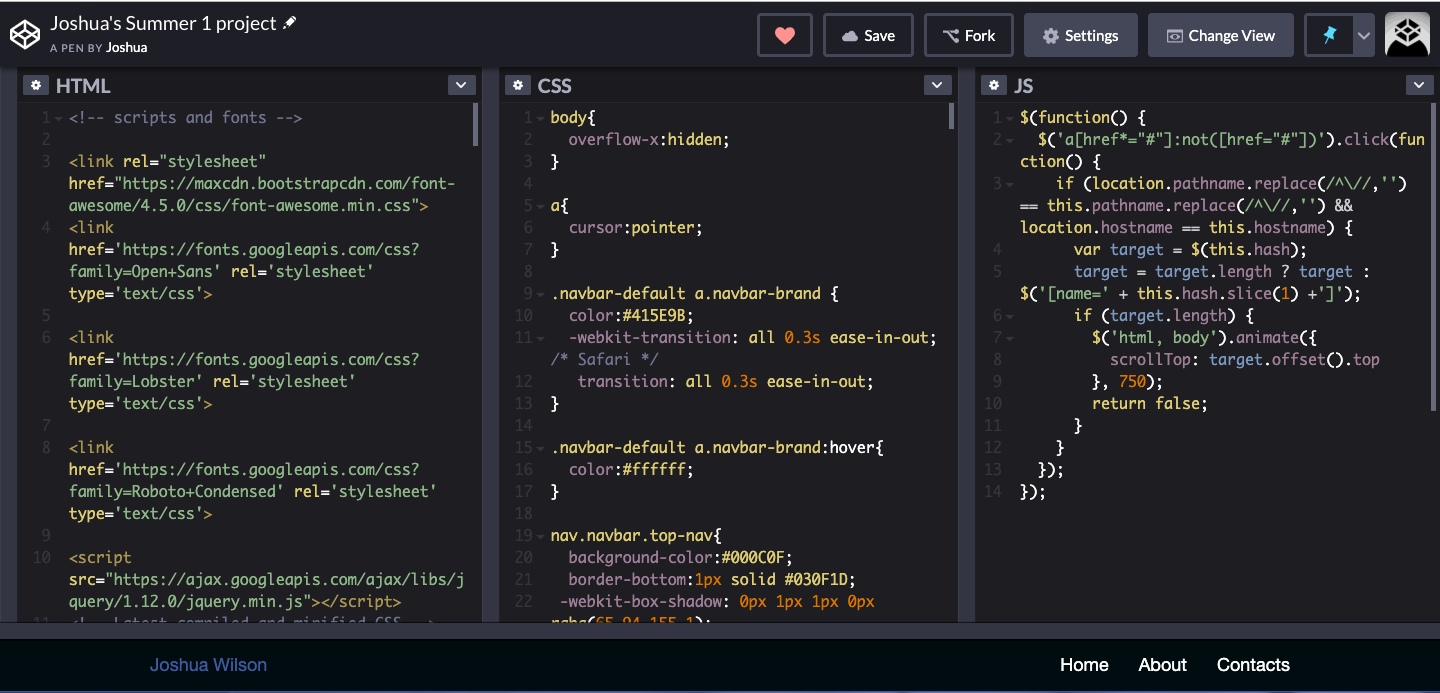 Joshua's Summer 1 project
A PEN BY Joshua
Save
Fork
Settings
Change View
HTML
1 <!-- scripts and fonts -->
2
3 <link rel="stylesheet"
href="https://maxcdn.bootstrapcdn.com/font-
awesome/4.5.0/css/font-awesome.min.css">
4 <link
href='https://fonts.googleapis.com/css?
family=Open+Sans' rel='stylesheet'
type='text/css'>
5
6 <link
href='https://fonts.googleapis.com/css?
family=Lobster' rel='stylesheet'
type='text/css'>
7
8 <link
href='https://fonts.googleapis.com/css?
family=Roboto+Condensed' rel='stylesheet'
type='text/css'>
9
10 <script
src="https://ajax.googleapis.com/ajax/libs/j
query/1.12.0/jquery.min.js"></script>
11 <!-- Latest compiled and minified CSS -->
CSS
1 body{
2 overflow-x:hidden;
3 }
4
5 a{
6 cursor:pointer;
7 }
8
9 .navbar-default a.navbar-brand {
10 color:#415E9B;
11 -webkit-transition: all 0.3s ease-in-out;
/* Safari */
12 transition: all 0.3s ease-in-out;
13 }
14
15 .navbar-default a.navbar-brand:hover{
16 color:#ffffff;
17 }
18
19 nav.navbar.top-nav{
20 background-color:#000C0F;
21 border-bottom:1px solid #030F1D;
22 -webkit-box-shadow: 0px 1px 1px 0px
rgba(65,94,155,1);
JS
1 $(function() {
2 $('a[href*="#"]:not([href="#"])').click(fun
ction() {
3 if (location.pathname.replace(/^\//,'')
== this.pathname.replace(/^\//,'') &&
location.hostname == this.hostname) {
4 var target = $(this.hash);
5 target = target.length ? target :
$('[name=' + this.hash.slice(1) +']');
6 if (target.length) {
7 $('html, body').animate({
8 scrollTop: target.offset().top
9 }, 750);
10 return false;
11 }
12 }
13 });
14 });
Joshua Wilson
Home
About
Contacts